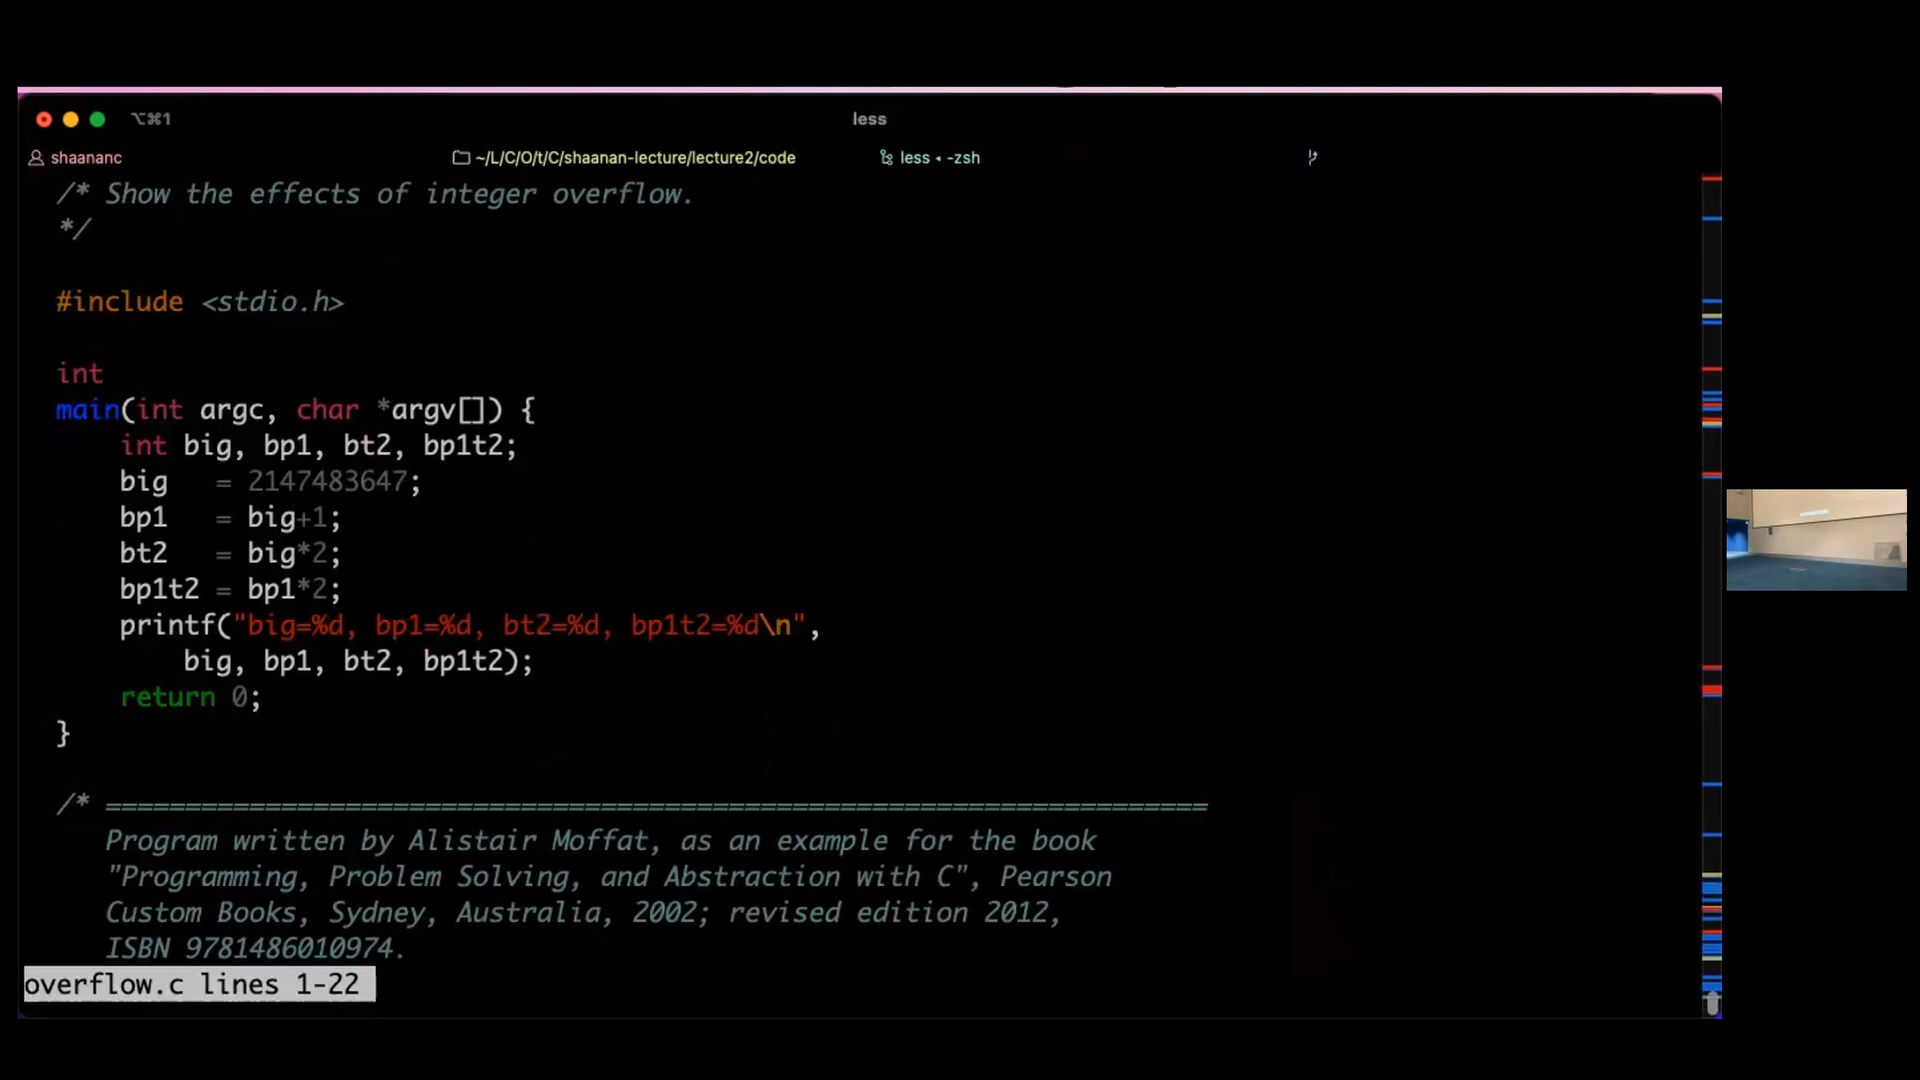 ⌥⌘1
less
shaananc
~/L/C/O/t/C/shaanan-lecture/lecture2/code
less ◂ -zsh
/* Show the effects of integer overflow.
*/
#include <stdio.h>
int
main(int argc, char *argv[]) {
int big, bp1, bt2, bp1t2;
big = 2147483647;
bp1 = big+1;
bt2 = big*2;
bp1t2 = bp1*2;
printf("big=%d, bp1=%d, bt2=%d, bp1t2=%d\n",
big, bp1, bt2, bp1t2);
return 0;
}
/* =====================================================================
Program written by Alistair Moffat, as an example for the book
"Programming, Problem Solving, and Abstraction with C", Pearson
Custom Books, Sydney, Australia, 2002; revised edition 2012,
ISBN 9781486010974.
overflow.c lines 1-22